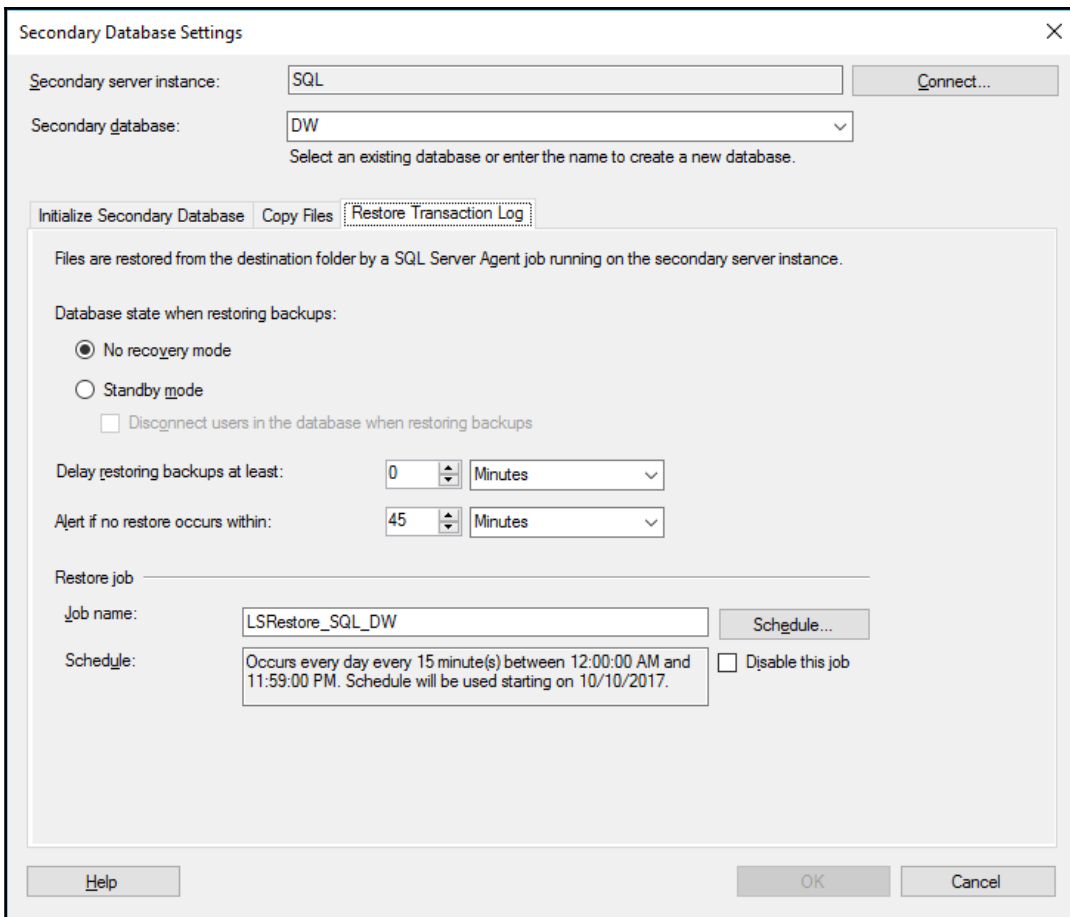 Secondary Database Settings
Secondary server instance: SQL Connect...
Secondary database: DW
Select an existing database or enter the name to create a new database.
Initialize Secondary Database Copy Files Restore Transaction Log
Files are restored from the destination folder by a SQL Server Agent job running on the secondary server instance.
Database state when restoring backups:
No recovery mode
Standby mode
Disconnect users in the database when restoring backups
Delay restoring backups at least: 0 Minutes
Alert if no restore occurs within: 45 Minutes
Restore job
Job name: LSRestore_SQL_DW Schedule...
Schedule: Occurs every day every 15 minute(s) between 12:00:00 AM and Disable this job
11:59:00 PM. Schedule will be used starting on 10/10/2017.
Help OK Cancel